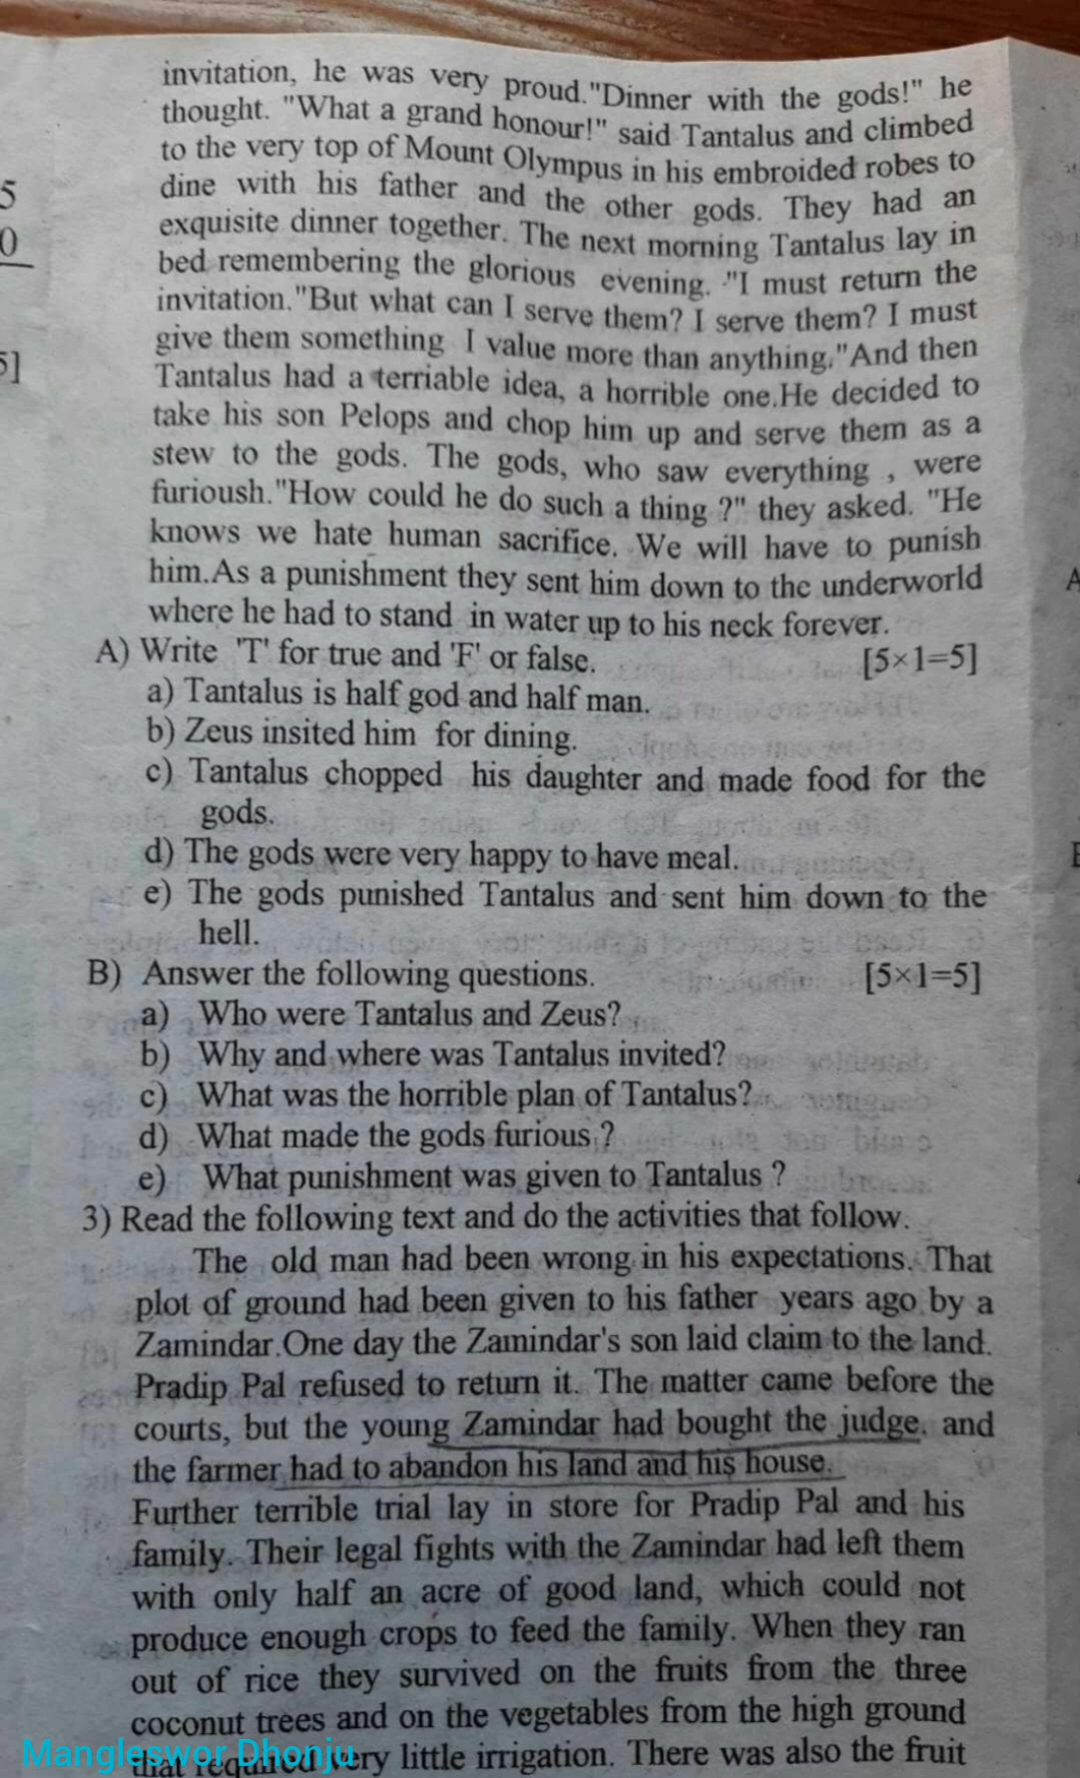 invitation, he was very proud."Dinner with the gods!" he
thought. "What a grand honour!" said Tantalus and climbed
to the very top of Mount Olympus in his embroided robes to
dine with his father and the other gods. They had an
exquisite dinner together. The next morning Tantalus lay in
bed remembering the glorious evening. "I must return the
invitation."But what can I serve them? I serve them? I must
give them something I value more than anything."And then
Tantalus had a terriable idea, a horrible one.He decided to
take his son Pelops and chop him up and serve them as a
stew to the gods. The gods, who saw everything , were
furioush."How could he do such a thing ?" they asked. "He
knows we hate human sacrifice. We will have to punish
him.As a punishment they sent him down to the underworld
where he had to stand in water up to his neck forever.
A) Write 'T' for true and 'F' or false. [5×1=5]
a) Tantalus is half god and half man.
b) Zeus insited him for dining.
c) Tantalus chopped his daughter and made food for the
gods.
d) The gods were very happy to have meal.
e) The gods punished Tantalus and sent him down to the
hell.
B) Answer the following questions. [5×1=5]
a) Who were Tantalus and Zeus?
b) Why and where was Tantalus invited?
c) What was the horrible plan of Tantalus?
d) What made the gods furious ?
e) What punishment was given to Tantalus ?
3) Read the following text and do the activities that follow.
The old man had been wrong in his expectations. That
plot of ground had been given to his father years ago by a
Zamindar.One day the Zamindar's son laid claim to the land.
Pradip Pal refused to return it. The matter came before the
courts, but the young Zamindar had bought the judge, and
the farmer had to abandon his land and his house.
Further terrible trial lay in store for Pradip Pal and his
family. Their legal fights with the Zamindar had left them
with only half an acre of good land, which could not
produce enough crops to feed the family. When they ran
out of rice they survived on the fruits from the three
coconut trees and on the vegetables from the high ground
that required very little irrigation. There was also the fruit
Mangleswor Dhonju
5
0
5]
A